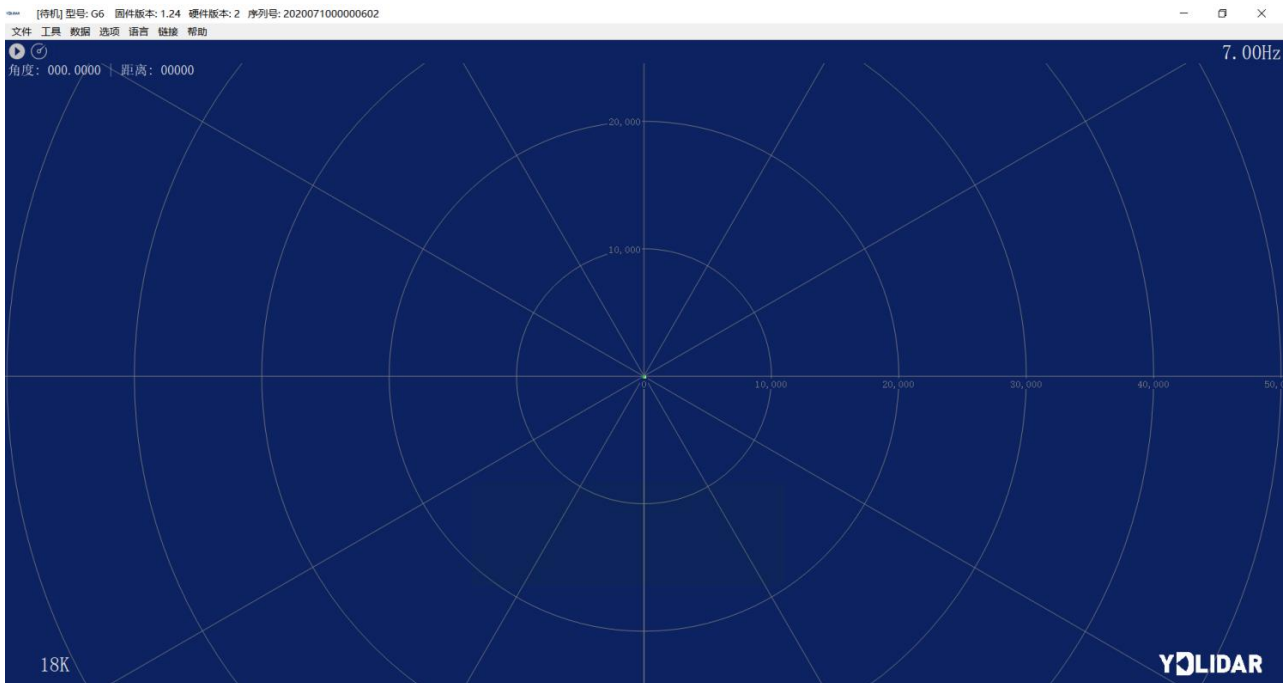 [待机] 型号: G6 固件版本: 1.24 硬件版本: 2 序列号: 2020071000000602
文件 工具 数据 选项 语言 链接 帮助
7.00Hz
角度: 000.0000 | 距离: 00000
20,000
10,000
0 10,000 20,000 30,000 40,000 50,
18K
YDLIDAR